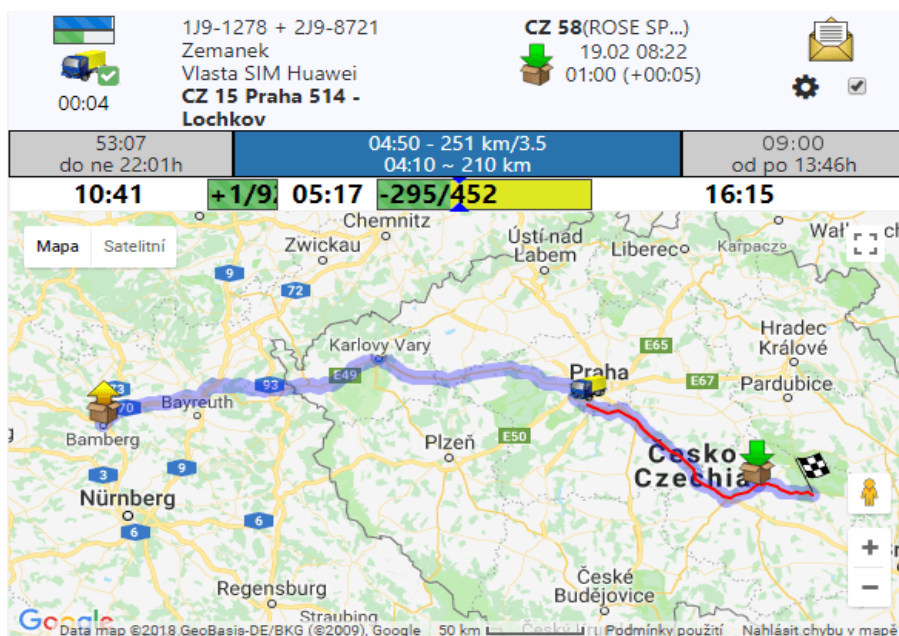 1J9-1278 + 2J9-8721
Zemanek
Vlasta SIM Huawei
CZ 15 Praha 514 -
Lochkov
00:04
CZ 58(ROSE SP...)
19.02 08:22
01:00 (+00:05)
53:07
do ne 22:01h
04:50 - 251 km/3.5
04:10 ~ 210 km
09:00
od po 13:46h
10:41
+1/92
05:17
-295/452
16:15
Mapa
Satelitní
Chemnitz
Zwickau
Ústí nad
Labem
Liberec
Karpacz
9
72
Karlovy Vary
Hradec
Králové
E65
Praha
E49
93
73
70
Bayreuth
E67
Pardubice
Bamberg
Plzeň
E50
Česko
Czechia
3
9
Nürnberg
6
6
Regensburg
České
Budějovice
Straubing
Google
Data map ©2018 GeoBasis-DE/BKG (©2009), Google
50 km
Podmínky použití
Nahlásit chybu v mapě